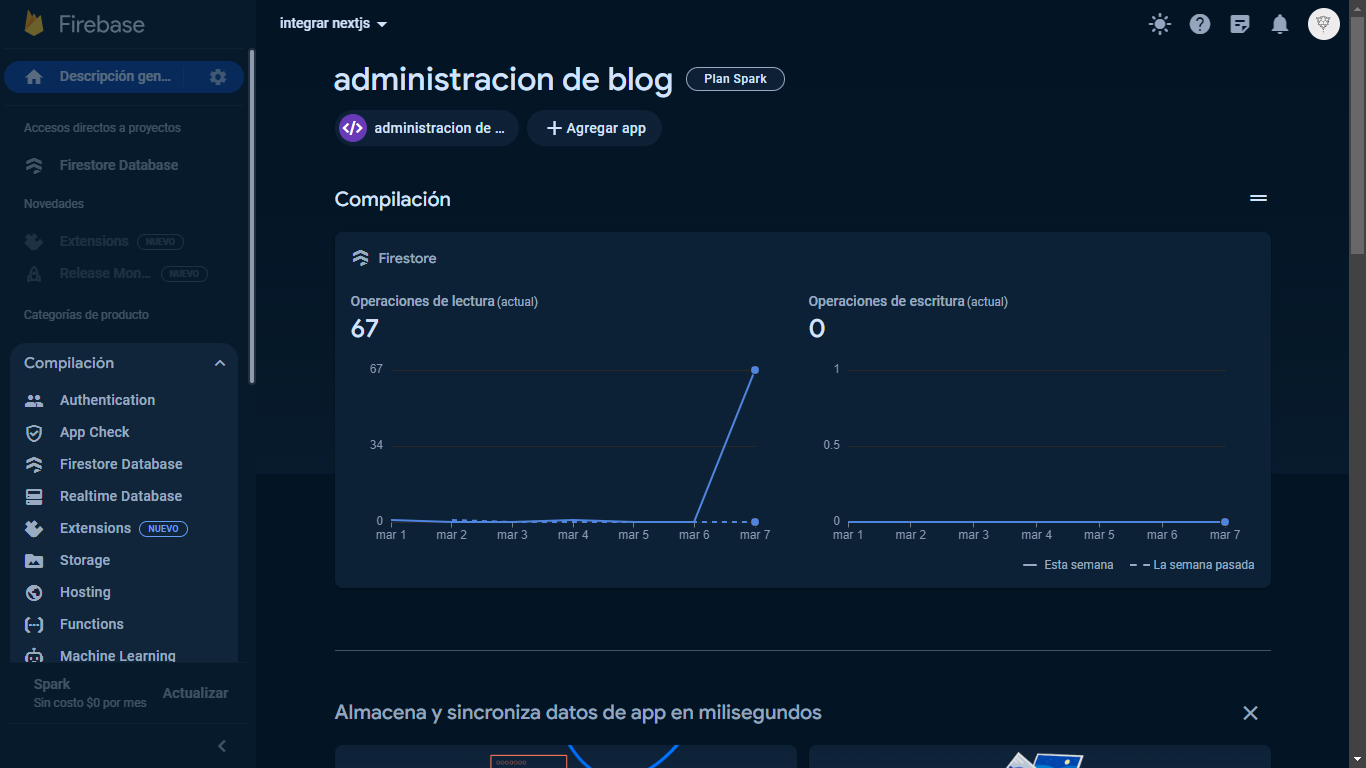 Firebase
integrar nextjs
Descripción gen...
Accesos directos a proyectos
Firestore Database
Novedades
Extensions NUEVO
Release Mon... NUEVO
Categorías de producto
Compilación
Authentication
App Check
Firestore Database
Realtime Database
Extensions NUEVO
Storage
Hosting
Functions
Machine Learning
Spark
Sin costo $0 por mes
Actualizar
administracion de blog
Plan Spark
administracion de ...
Agregar app
Compilación
Firestore
Operaciones de lectura (actual)
67
67
34
0
mar 1 mar 2 mar 3 mar 4 mar 5 mar 6 mar 7
Operaciones de escritura (actual)
0
1
0.5
0
mar 1 mar 2 mar 3 mar 4 mar 5 mar 6 mar 7
Esta semana La semana pasada
Almacena y sincroniza datos de app en milisegundos